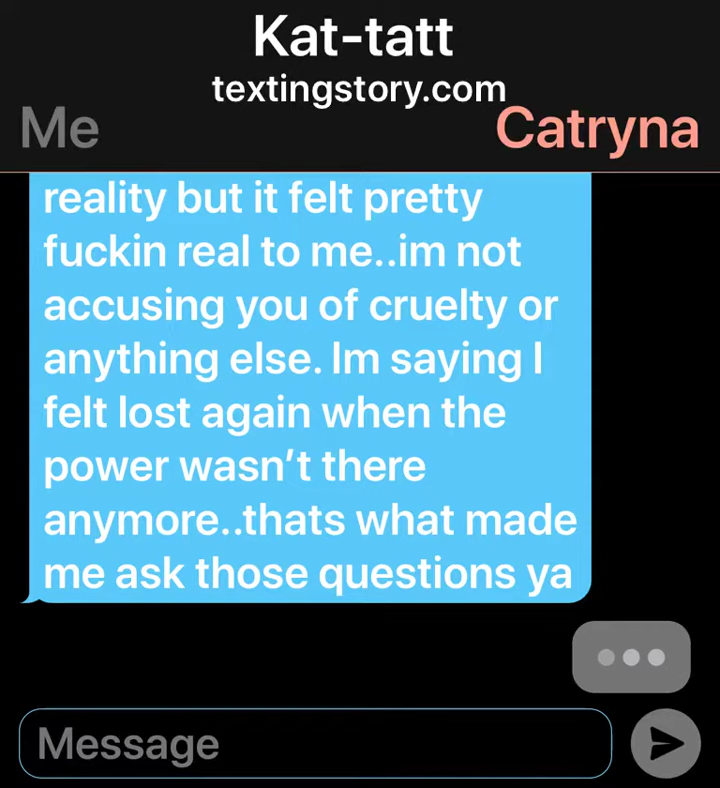 Kat-tatt
textingstory.com
Me
Catryna
reality but it felt pretty
fuckin real to me..im not
accusing you of cruelty or
anything else. Im saying I
felt lost again when the
power wasn’t there
anymore..thats what made
me ask those questions ya
Message